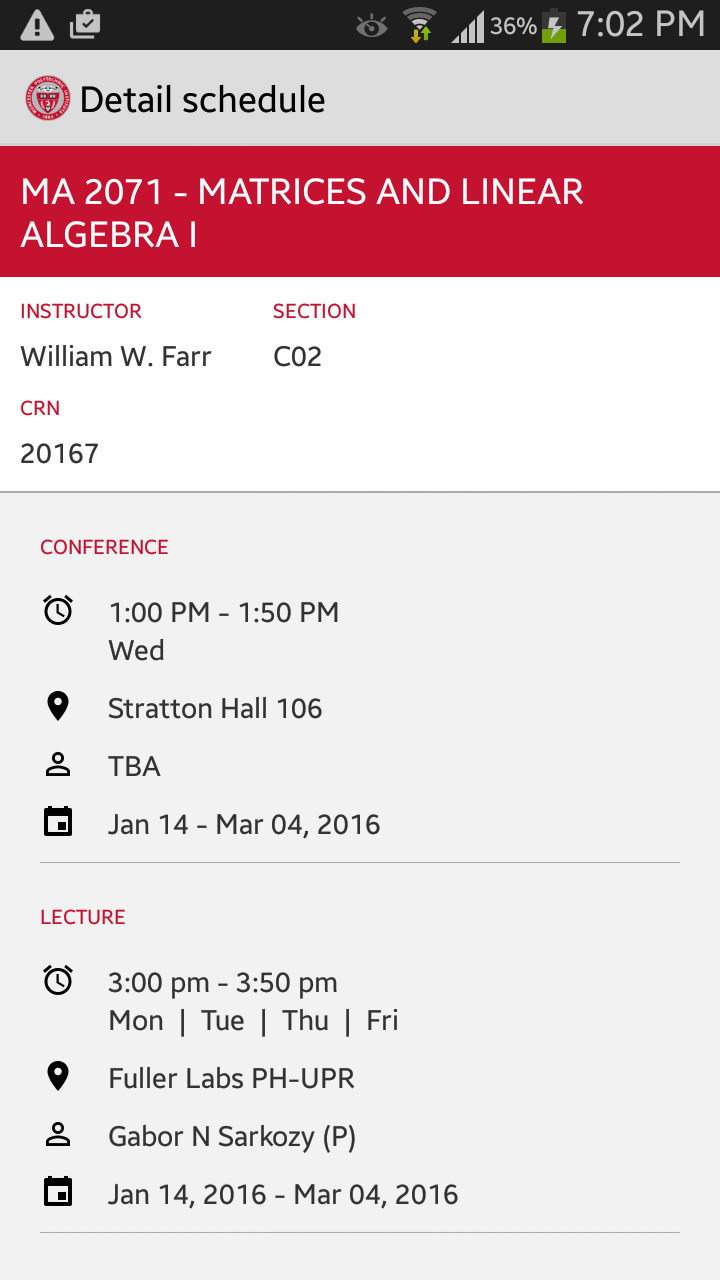 36% 7:02 PM
Detail schedule
MA 2071 - MATRICES AND LINEAR
ALGEBRA I
INSTRUCTOR SECTION
William W. Farr C02
CRN
20167
CONFERENCE
1:00 PM - 1:50 PM
Wed
Stratton Hall 106
TBA
Jan 14 - Mar 04, 2016
LECTURE
3:00 pm - 3:50 pm
Mon | Tue | Thu | Fri
Fuller Labs PH-UPR
Gabor N Sarkozy (P)
Jan 14, 2016 - Mar 04, 2016